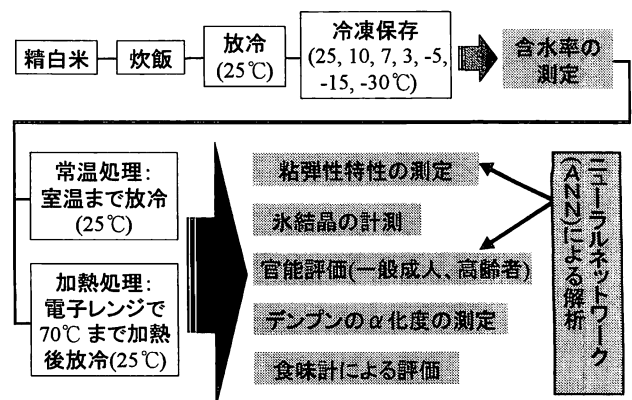 精白米
炊飯
放冷
(25℃)
冷凍保存
(25, 10, 7, 3, -5,
-15, -30℃)
含水率の
測定
常温処理：
室温まで放冷
(25℃)
加熱処理：
電子レンジで
70℃まで加熱
後放冷(25℃)
粘弾性特性の測定
氷結晶の計測
官能評価(一般成人、高齢者)
デンプンのα化度の測定
食味計による評価
ニューラルネットワーク
(ANN)による解析